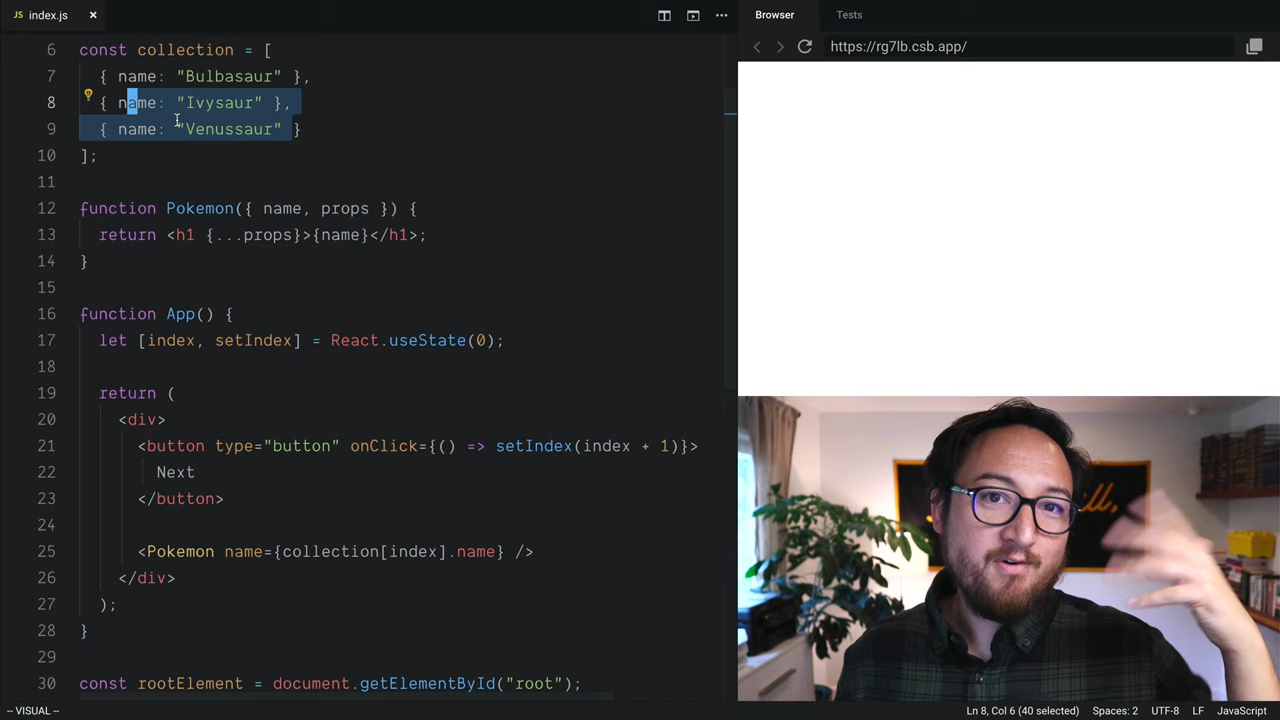 JS index.js ×
6 const collection = [
7 { name: "Bulbasaur" },
8 { name: "Ivysaur" },
9 { name: "Venussaur" }
10 ];
11
12 function Pokemon({ name, props }) {
13 return <h1 {...props}>{name}</h1>;
14 }
15
16 function App() {
17 let [index, setIndex] = React.useState(0);
18
19 return (
20 <div>
21 <button type="button" onClick={() => setIndex(index + 1)}>
22 Next
23 </button>
24
25 <Pokemon name={collection[index].name} />
26 </div>
27 );
28 }
29
30 const rootElement = document.getElementById("root");
-- VISUAL --
Ln 8, Col 6 (40 selected) Spaces: 2 UTF-8 LF JavaScript
Browser Tests
https://rg7lb.csb.app/